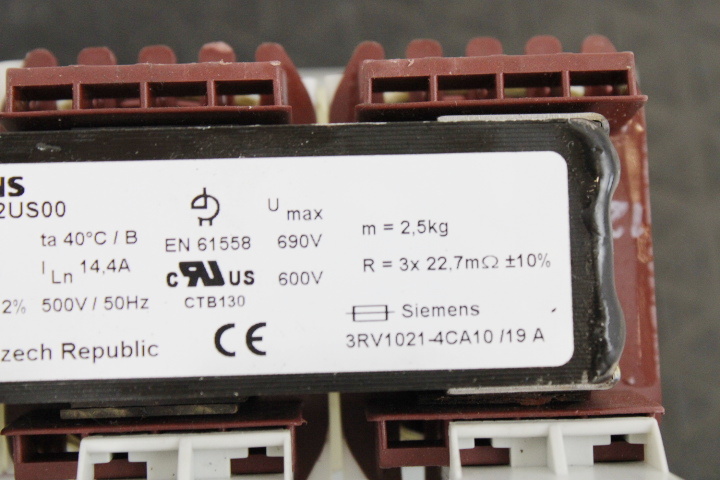 NS
2US00
ta 40°C / B
I Ln 14,4A
2% 500V / 50Hz
zech Republic
EN 61558
c RU US
CTB130
CE
U max
690V
600V
m = 2,5kg
R = 3x 22,7mΩ ±10%
Siemens
3RV1021-4CA10 /19 A